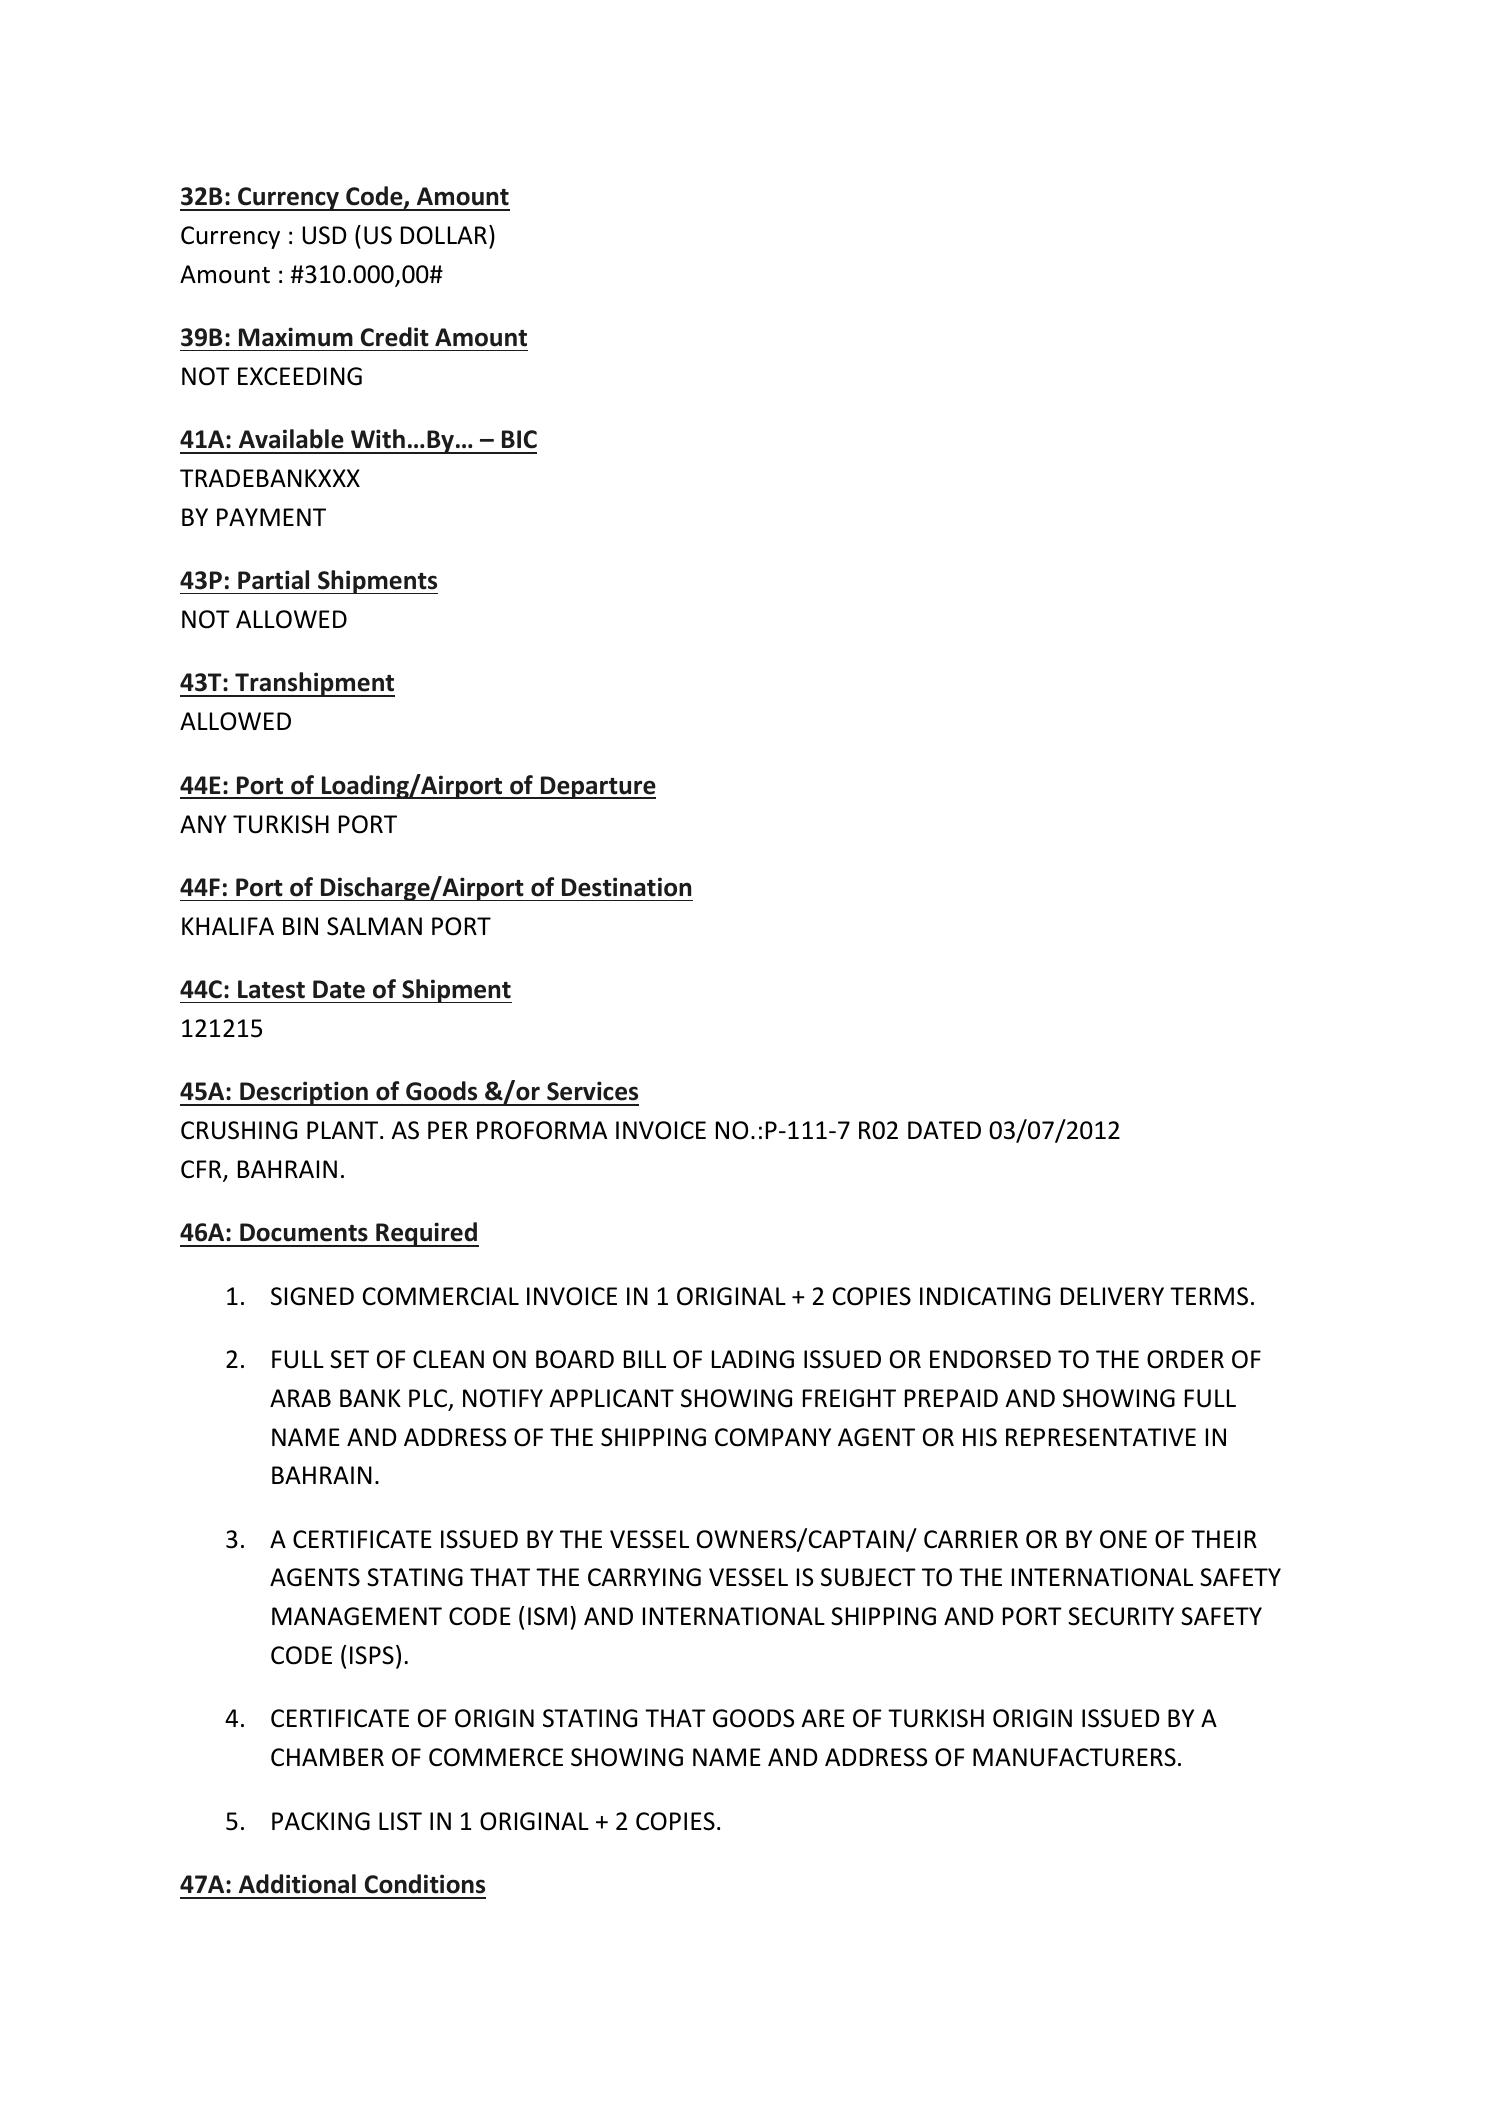 32B: Currency Code, Amount
Currency : USD (US DOLLAR)
Amount : #310.000,00#
39B: Maximum Credit Amount
NOT EXCEEDING
41A: Available With…By… – BIC
TRADEBANKXXX
BY PAYMENT
43P: Partial Shipments
NOT ALLOWED
43T: Transhipment
ALLOWED
44E: Port of Loading/Airport of Departure
ANY TURKISH PORT
44F: Port of Discharge/Airport of Destination
KHALIFA BIN SALMAN PORT
44C: Latest Date of Shipment
121215
45A: Description of Goods &/or Services
CRUSHING PLANT. AS PER PROFORMA INVOICE NO.:P-111-7 R02 DATED 03/07/2012
CFR, BAHRAIN.
46A: Documents Required
1. SIGNED COMMERCIAL INVOICE IN 1 ORIGINAL + 2 COPIES INDICATING DELIVERY TERMS.
2. FULL SET OF CLEAN ON BOARD BILL OF LADING ISSUED OR ENDORSED TO THE ORDER OF
ARAB BANK PLC, NOTIFY APPLICANT SHOWING FREIGHT PREPAID AND SHOWING FULL
NAME AND ADDRESS OF THE SHIPPING COMPANY AGENT OR HIS REPRESENTATIVE IN
BAHRAIN.
3. A CERTIFICATE ISSUED BY THE VESSEL OWNERS/CAPTAIN/ CARRIER OR BY ONE OF THEIR
AGENTS STATING THAT THE CARRYING VESSEL IS SUBJECT TO THE INTERNATIONAL SAFETY
MANAGEMENT CODE (ISM) AND INTERNATIONAL SHIPPING AND PORT SECURITY SAFETY
CODE (ISPS).
4. CERTIFICATE OF ORIGIN STATING THAT GOODS ARE OF TURKISH ORIGIN ISSUED BY A
CHAMBER OF COMMERCE SHOWING NAME AND ADDRESS OF MANUFACTURERS.
5. PACKING LIST IN 1 ORIGINAL + 2 COPIES.
47A: Additional Conditions